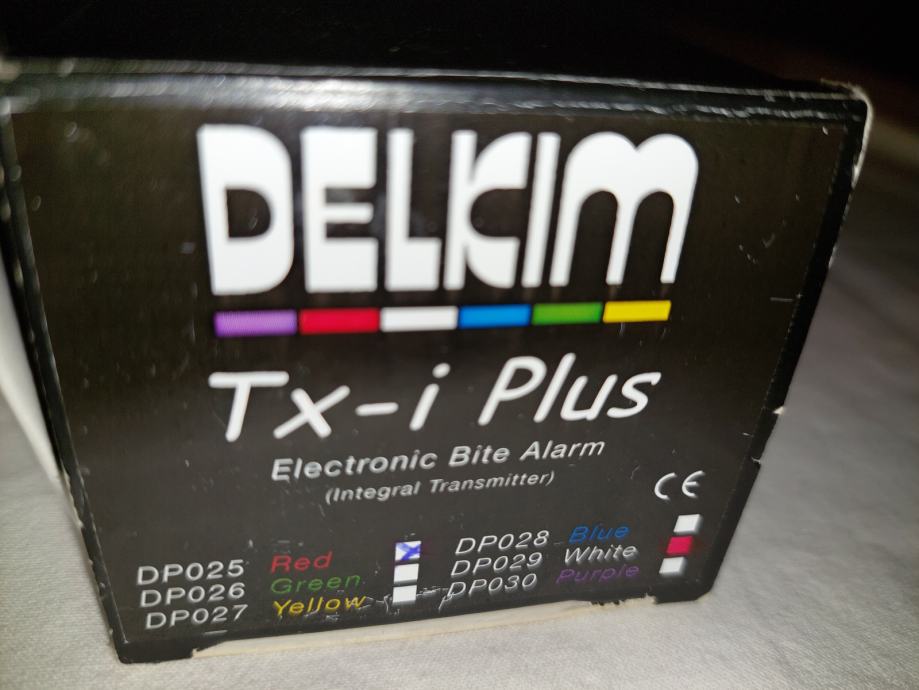 DELKIM
Tx-i Plus
Electronic Bite Alarm
(Integral Transmitter)
CE
DP025 Red
DP026 Green
DP027 Yellow
DP028 Blue
DP029 White
DP030 Purple